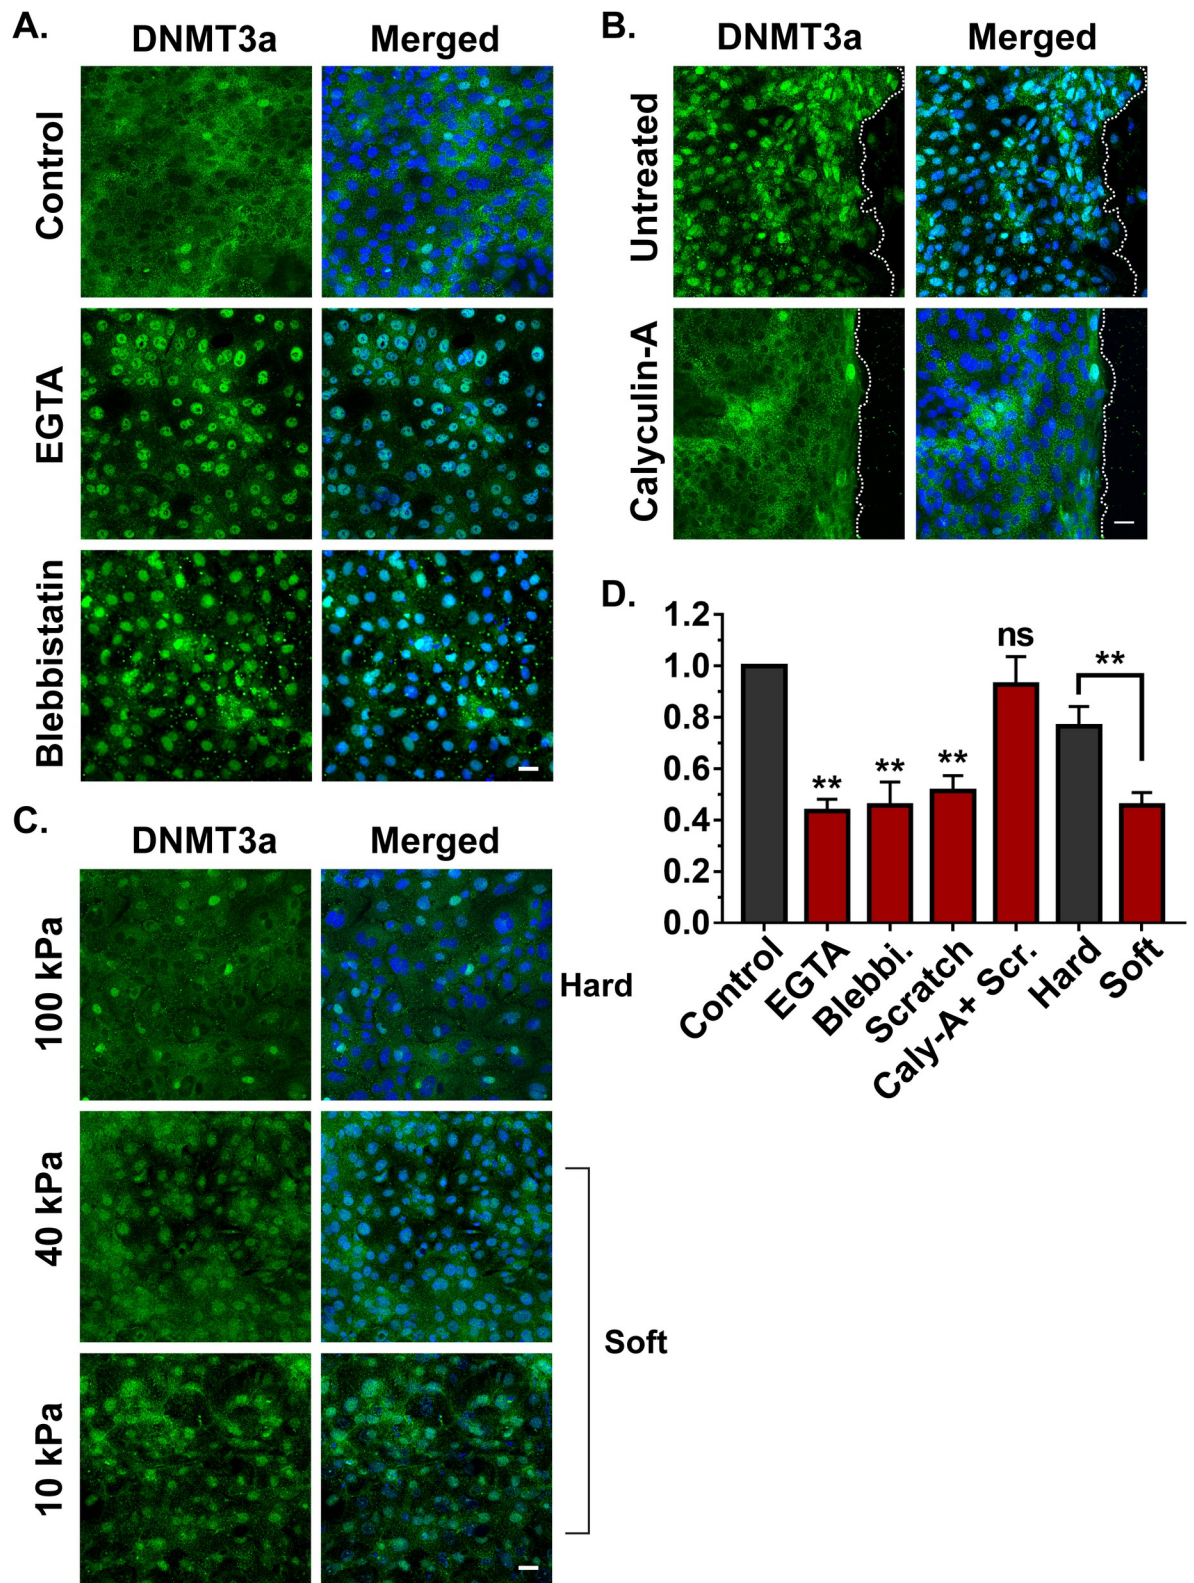 A.
DNMT3a Merged
Control
EGTA
Blebbistatin
B.
DNMT3a Merged
Untreated
Calyculin-A
C.
DNMT3a Merged
100 kPa
Hard
40 kPa
Soft
10 kPa
D.
1.2
1.0
0.8
0.6
0.4
0.2
0.0
**
**
**
ns
**
Control
EGTA
Blebbi.
Scratch
Caly-A+ Scr.
Hard
Soft